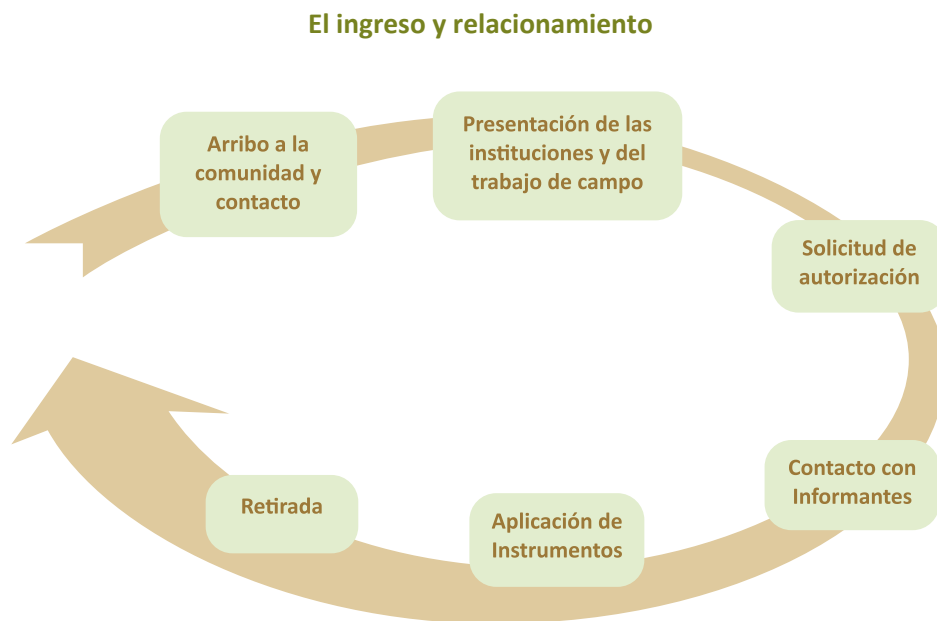 El ingreso y relacionamiento
Arribo a la
comunidad y
contacto
Presentación de las
instituciones y del
trabajo de campo
Solicitud de
autorización
Contacto con
Informantes
Aplicación de
Instrumentos
Retirada